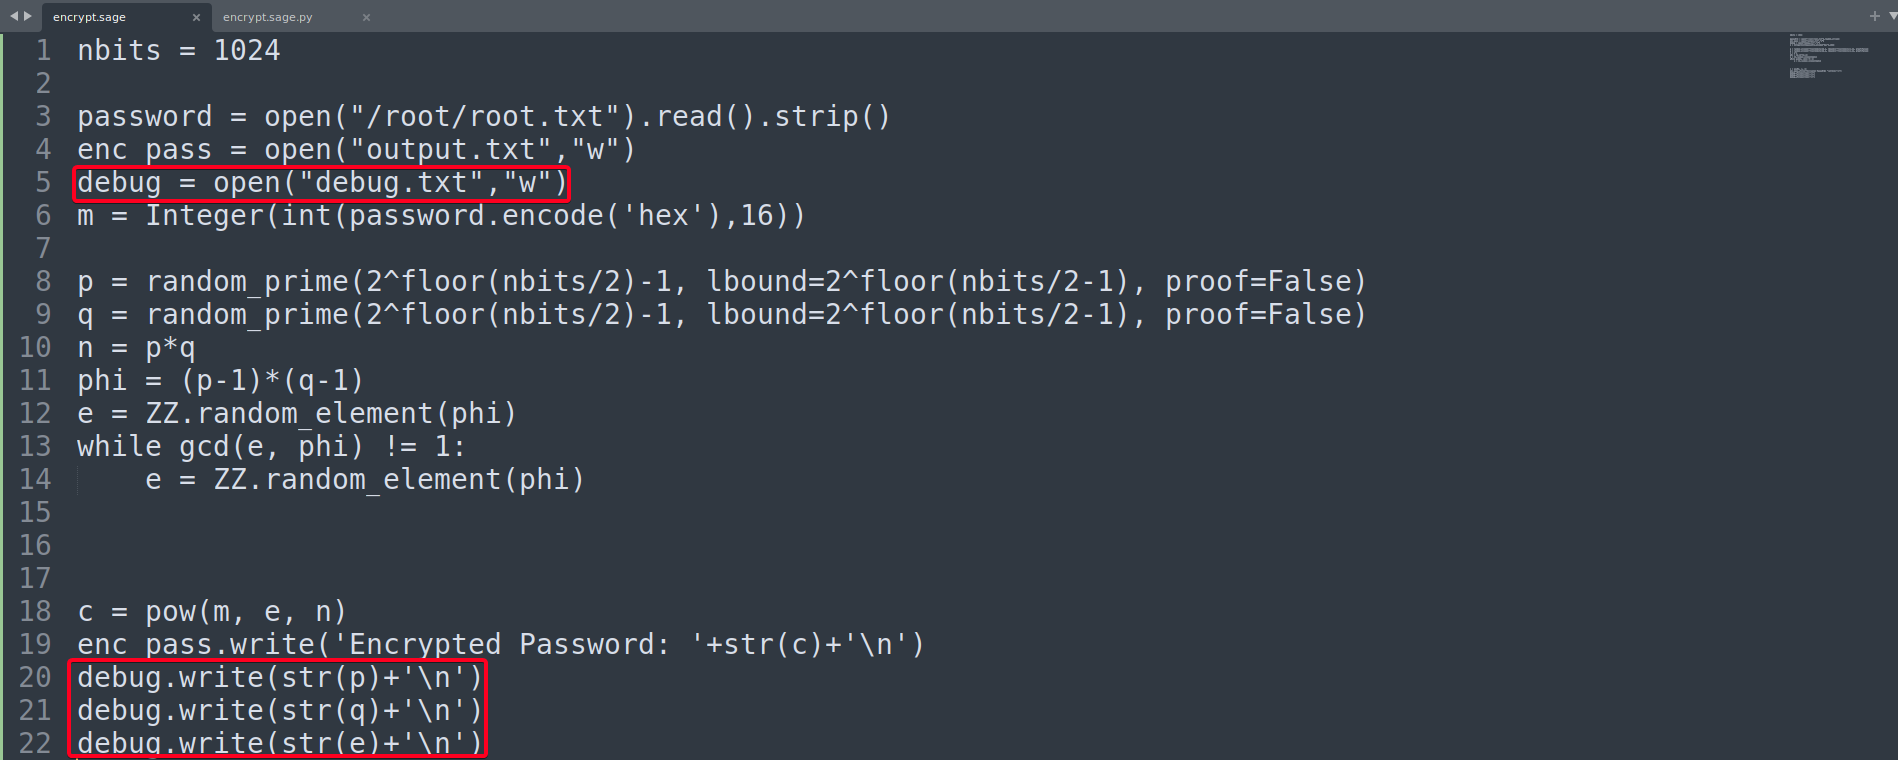 encrypt.sage × encrypt.sage.py ×
1 nbits = 1024
2
3 password = open("/root/root.txt").read().strip()
4 enc_pass = open("output.txt","w")
5 debug = open("debug.txt","w")
6 m = Integer(int(password.encode('hex'),16))
7
8 p = random_prime(2^floor(nbits/2)-1, lbound=2^floor(nbits/2-1), proof=False)
9 q = random_prime(2^floor(nbits/2)-1, lbound=2^floor(nbits/2-1), proof=False)
10 n = p*q
11 phi = (p-1)*(q-1)
12 e = ZZ.random_element(phi)
13 while gcd(e, phi) != 1:
14     e = ZZ.random_element(phi)
15
16
17
18 c = pow(m, e, n)
19 enc_pass.write('Encrypted Password: '+str(c)+'\n')
20 debug.write(str(p)+'\n')
21 debug.write(str(q)+'\n')
22 debug.write(str(e)+'\n')